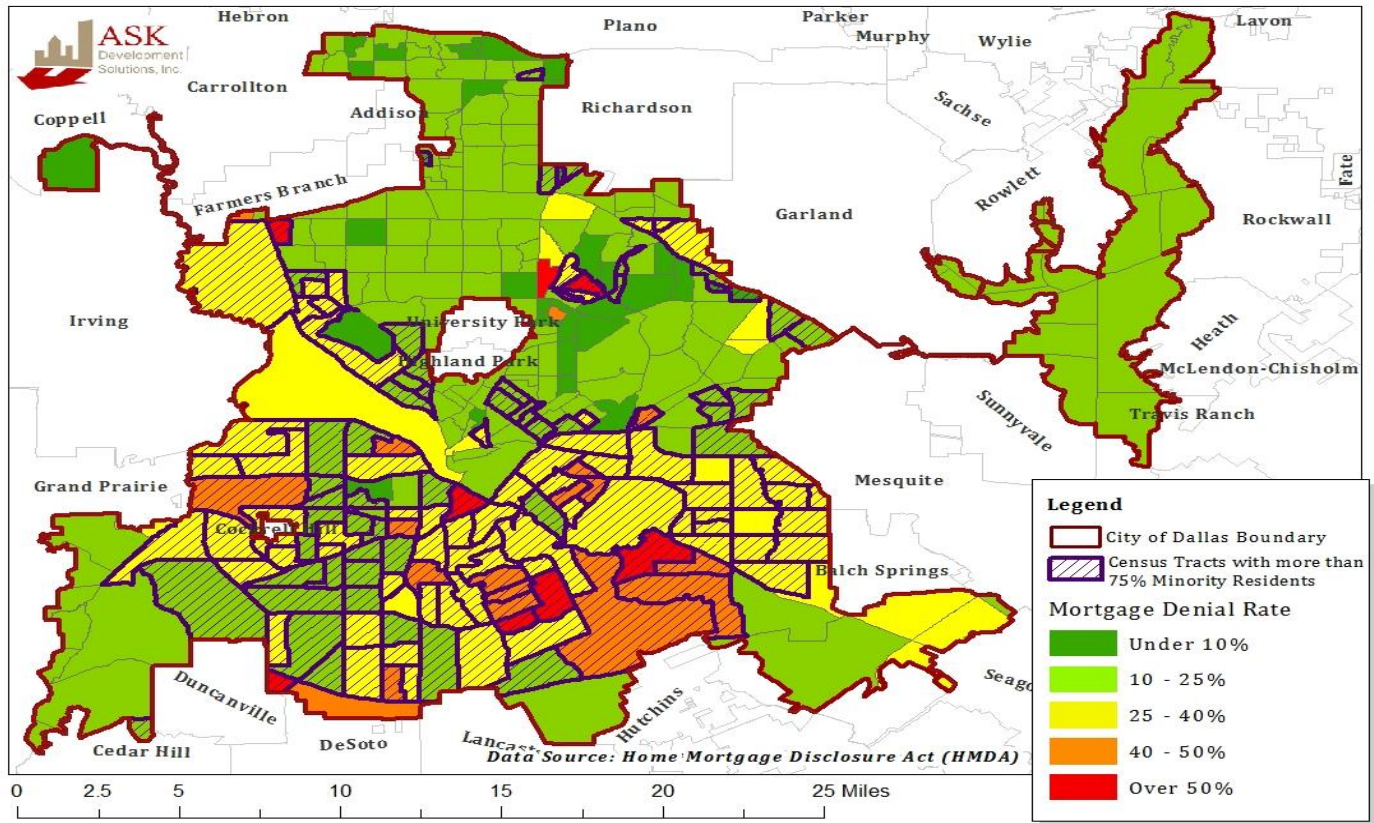 ASK
Development
Solutions, Inc.
Hebron
Plano
Parker
Murphy
Wylie
Lavon
Carrollton
Addison
Richardson
Sachse
Coppell
Farmers Branch
Garland
Rowlett
Fate
Rockwall
Irving
University Park
Highland Park
Heath
McLendon-Chisholm
Sunnyvale
Travis Ranch
Grand Prairie
Mesquite
Cockrell Hill
Balch Springs
Duncanville
Hutchins
Seago
Cedar Hill
DeSoto
Lancast
Data Source: Home Mortgage Disclosure Act (HMDA)
Legend
City of Dallas Boundary
Census Tracts with more than
75% Minority Residents
Mortgage Denial Rate
Under 10%
10 - 25%
25 - 40%
40 - 50%
Over 50%
0 2.5 5 10 15 20 25 Miles